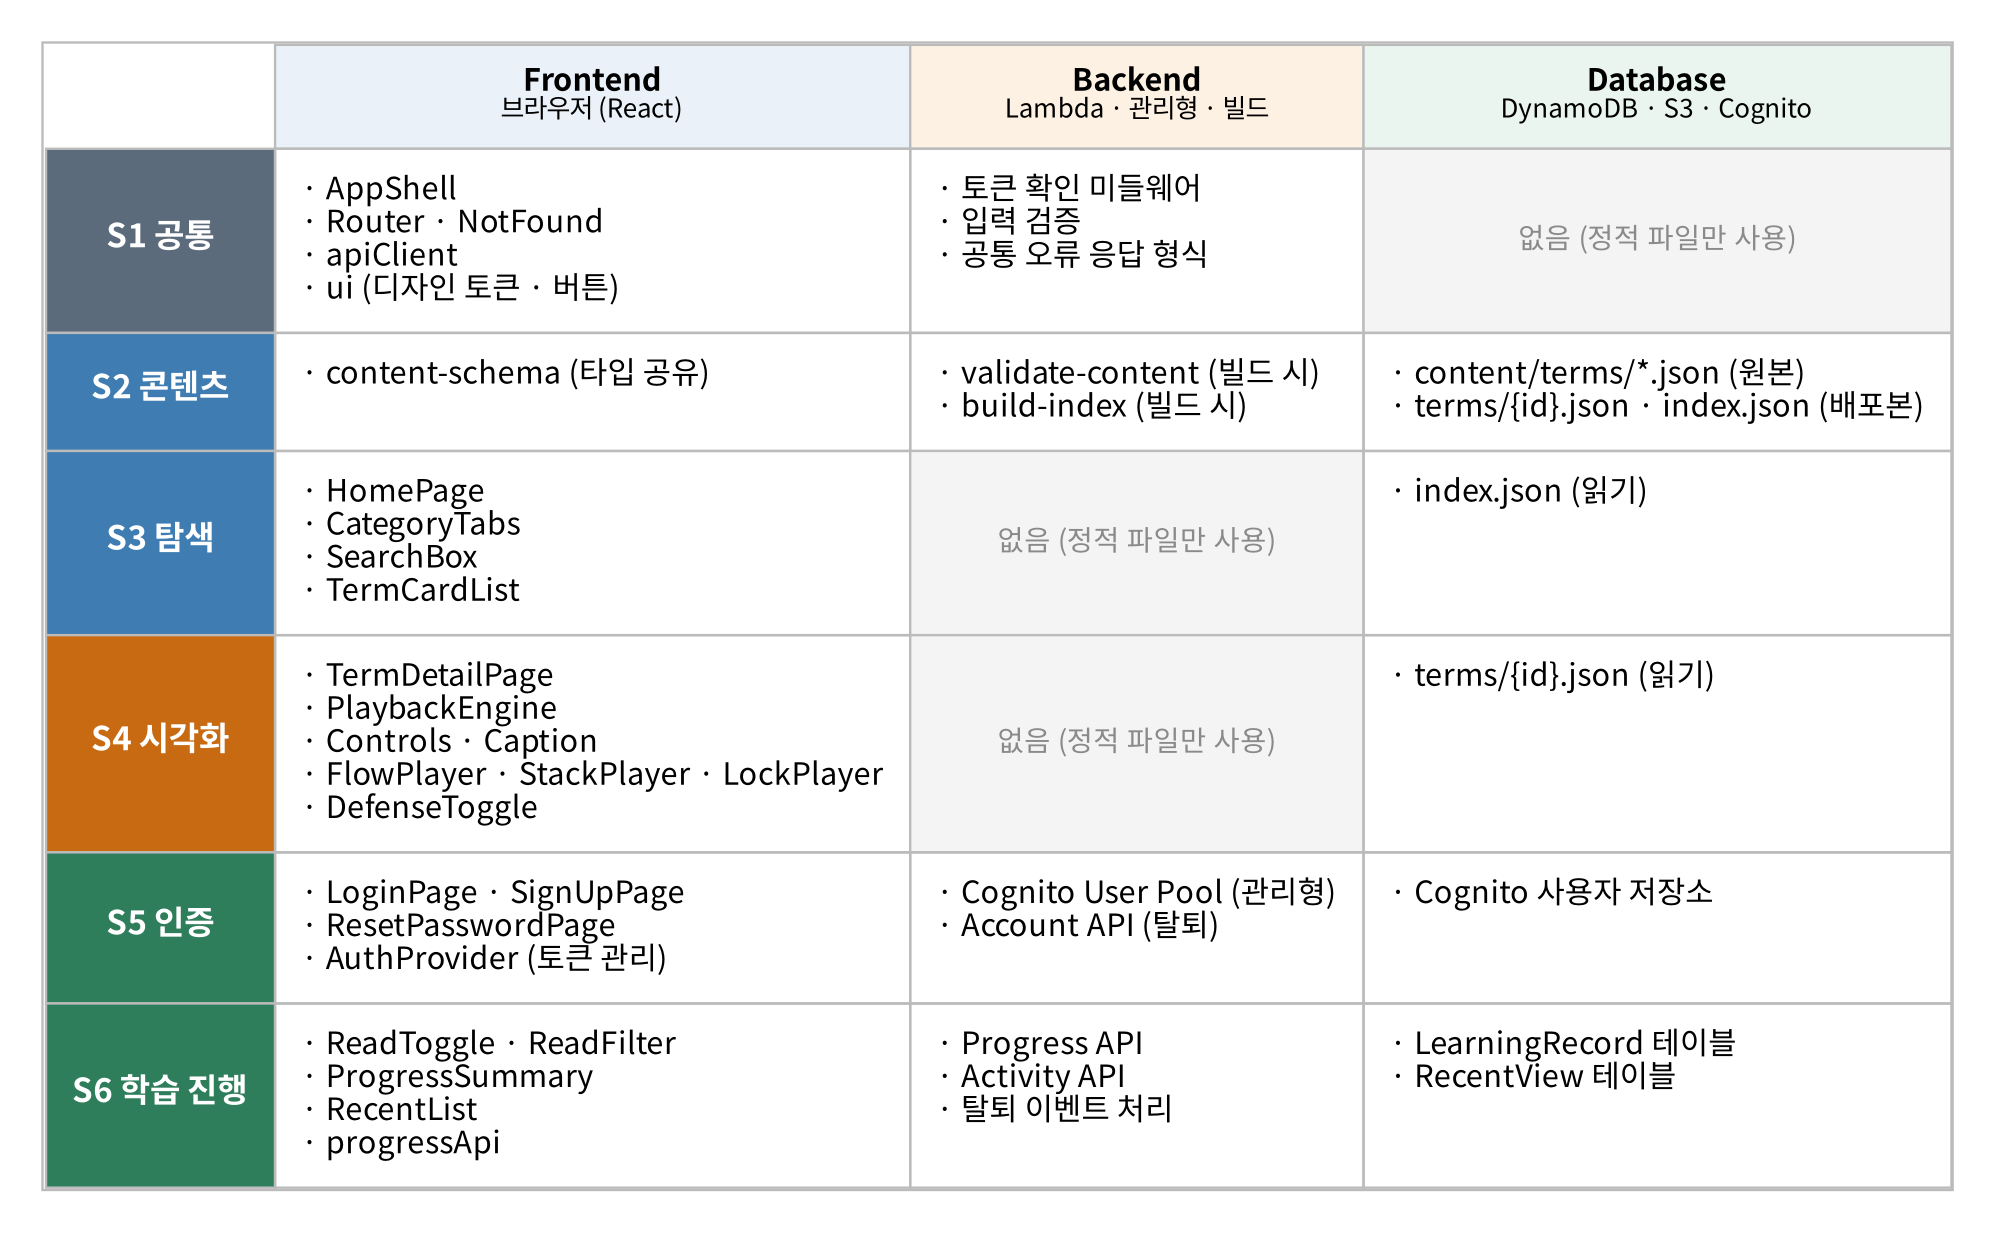 Frontend
브라우저 (React)
Backend
Lambda · 관리형 · 빌드
Database
DynamoDB · S3 · Cognito
S1 공통
· AppShell
· Router · NotFound
· apiClient
· ui (디자인 토큰 · 버튼)
· 토큰 확인 미들웨어
· 입력 검증
· 공통 오류 응답 형식
없음 (정적 파일만 사용)
S2 콘텐츠
· content-schema (타입 공유)
· validate-content (빌드 시)
· build-index (빌드 시)
· content/terms/*.json (원본)
· terms/{id}.json · index.json (배포본)
S3 탐색
· HomePage
· CategoryTabs
· SearchBox
· TermCardList
없음 (정적 파일만 사용)
· index.json (읽기)
S4 시각화
· TermDetailPage
· PlaybackEngine
· Controls · Caption
· FlowPlayer · StackPlayer · LockPlayer
· DefenseToggle
없음 (정적 파일만 사용)
· terms/{id}.json (읽기)
S5 인증
· LoginPage · SignUpPage
· ResetPasswordPage
· AuthProvider (토큰 관리)
· Cognito User Pool (관리형)
· Account API (탈퇴)
· Cognito 사용자 저장소
S6 학습 진행
· ReadToggle · ReadFilter
· ProgressSummary
· RecentList
· progressApi
· Progress API
· Activity API
· 탈퇴 이벤트 처리
· LearningRecord 테이블
· RecentView 테이블